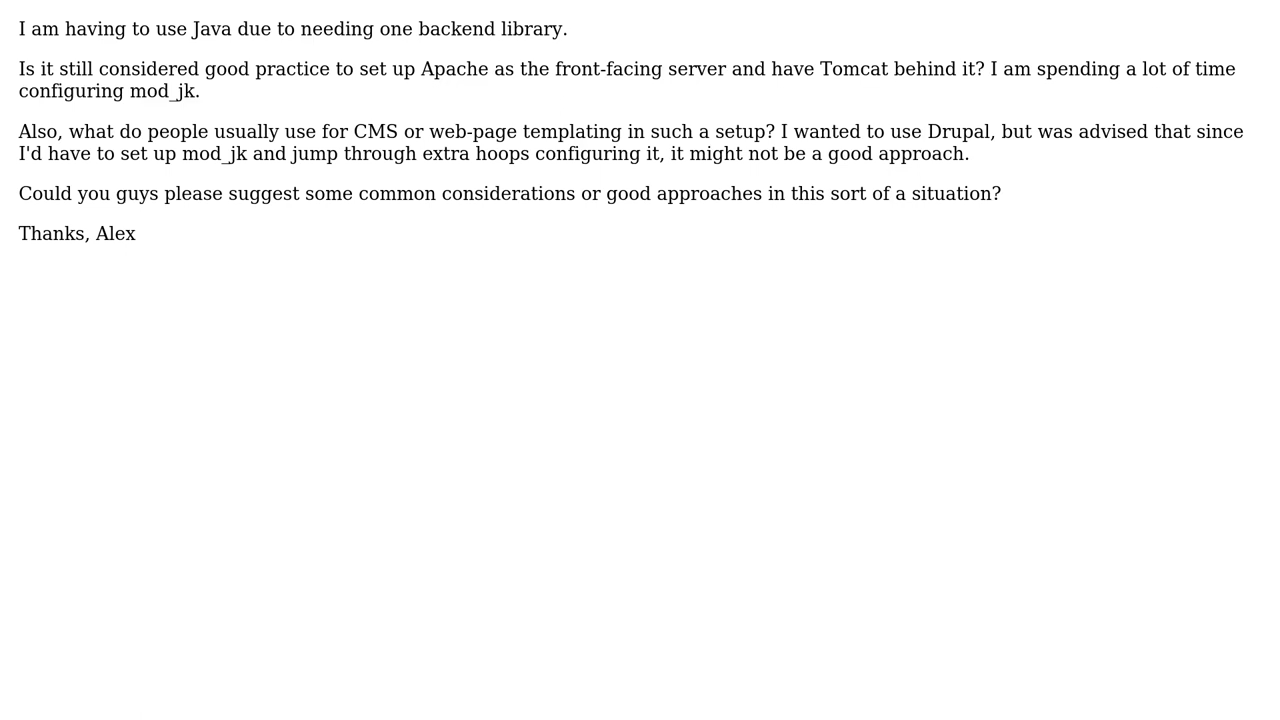 I am having to use Java due to needing one backend library.
Is it still considered good practice to set up Apache as the front-facing server and have Tomcat behind it? I am spending a lot of time
configuring mod_jk.
Also, what do people usually use for CMS or web-page templating in such a setup? I wanted to use Drupal, but was advised that since
I'd have to set up mod_jk and jump through extra hoops configuring it, it might not be a good approach.
Could you guys please suggest some common considerations or good approaches in this sort of a situation?
Thanks, Alex